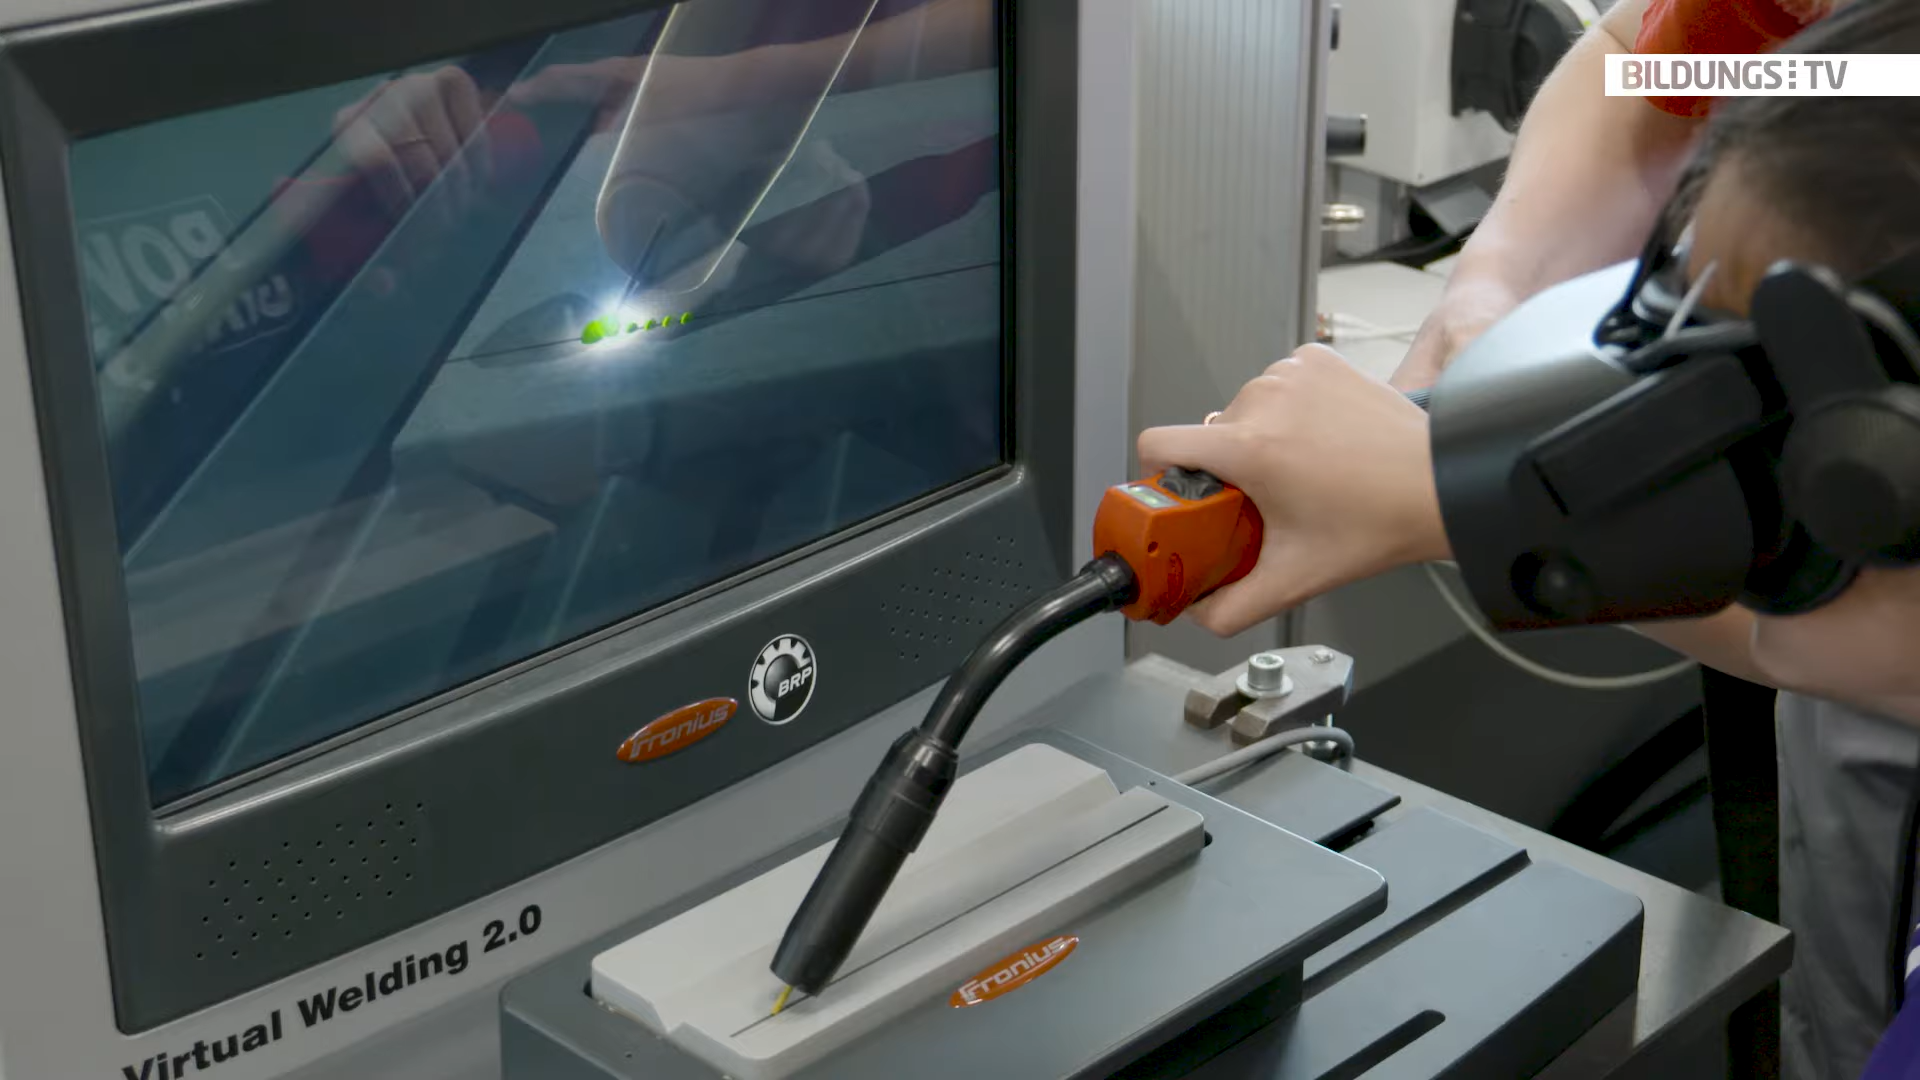 BILDUNGS:TV
BRP
Fronius
Fronius
Virtual Welding 2.0